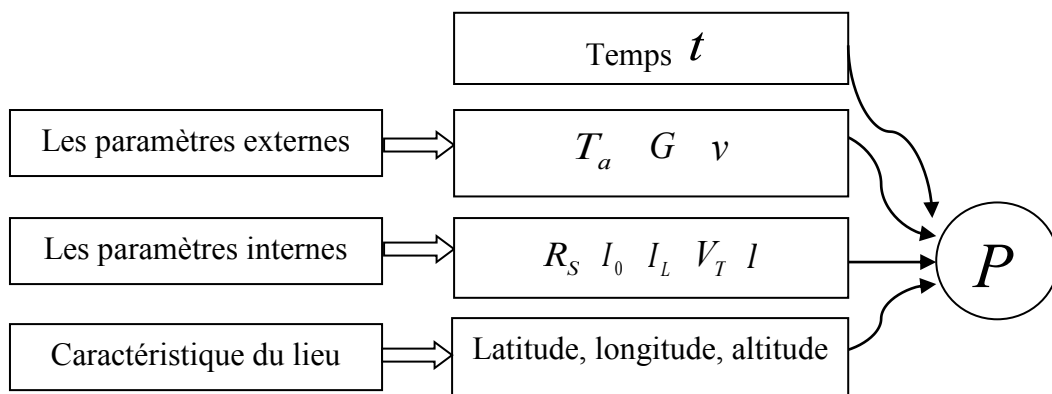 Temps t
Les paramètres externes
T_a G v
Les paramètres internes
R_S I_0 I_L V_T l
P
Caractéristique du lieu
Latitude, longitude, altitude